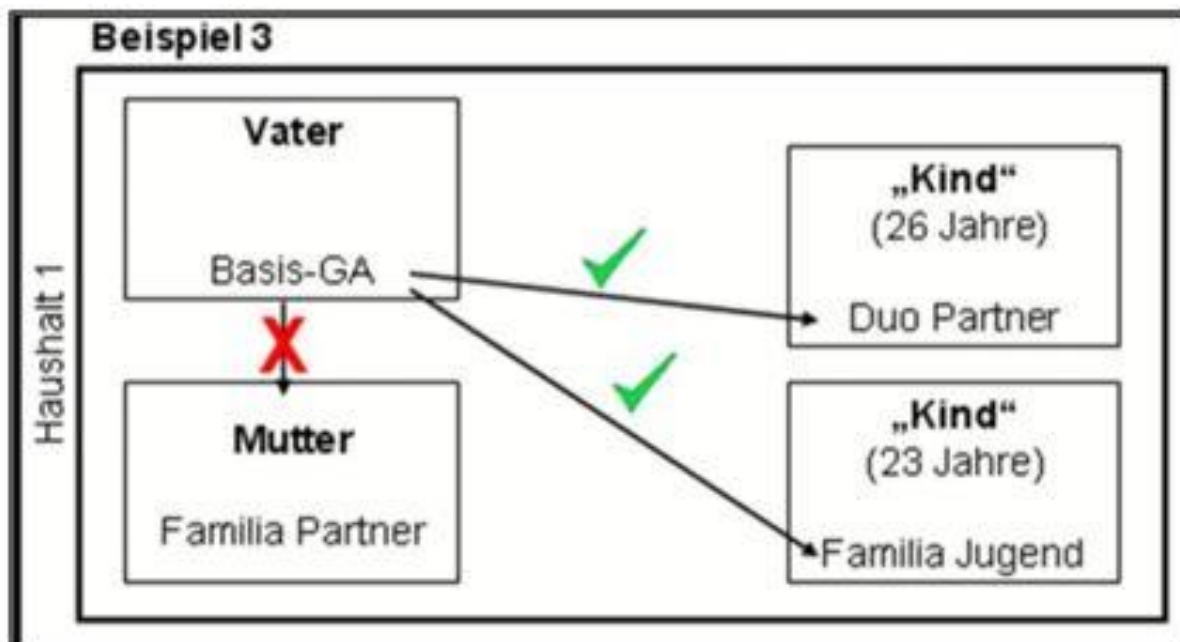 Beispiel 3
Haushalt 1
Vater
Basis-GA
X
Mutter
Familia Partner
„Kind“
(26 Jahre)
Duo Partner
„Kind“
(23 Jahre)
Familia Jugend